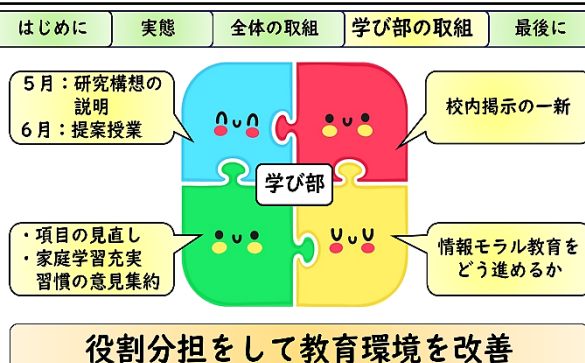 はじめに
実態
全体の取組
学び部の取組
最後に
５月：研究構想の
説明
６月：提案授業
校内掲示の一新
学び部
・項目の見直し
・家庭学習充実
習慣の意見集約
情報モラル教育を
どう進めるか
役割分担をして教育環境を改善